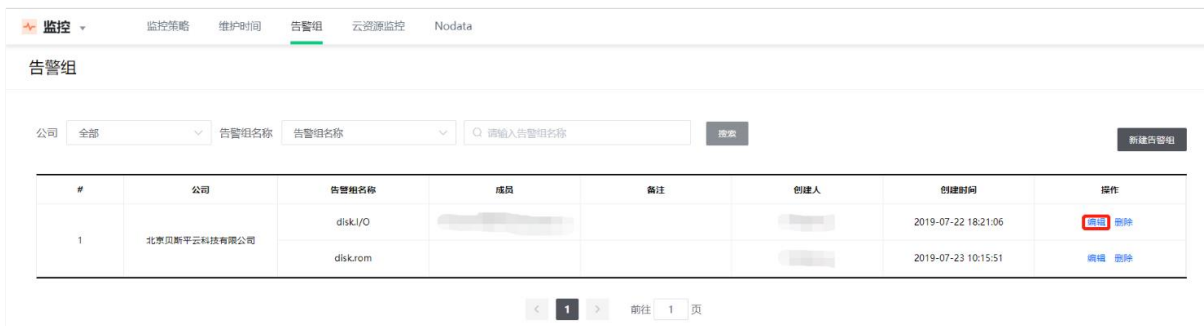 监控 监控策略 维护时间 告警组 云资源监控 Nodata
告警组
公司 全部 告警组名称 告警组名称 请输入告警组名称 搜索 新建告警组
# 公司 告警组名称 成员 备注 创建人 创建时间 操作
disk.I/O 2019-07-22 18:21:06 编辑 删除
1 北京贝斯平云科技有限公司
disk.rom 2019-07-23 10:15:51 编辑 删除
< 1 > 前往 1 页